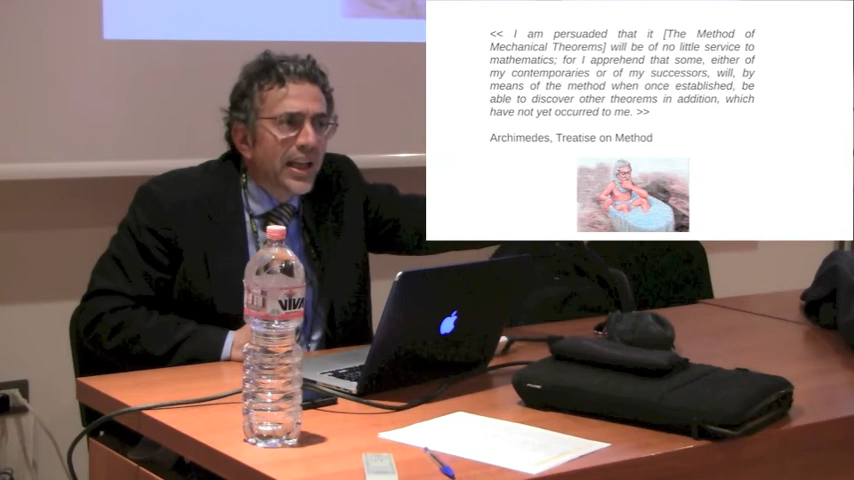 << I am persuaded that it [The Method of
Mechanical Theorems] will be of no little service to
mathematics; for I apprehend that some, either of
my contemporaries or of my successors, will, by
means of the method when once established, be
able to discover other theorems in addition, which
have not yet occurred to me. >>
Archimedes, Treatise on Method
VIVA